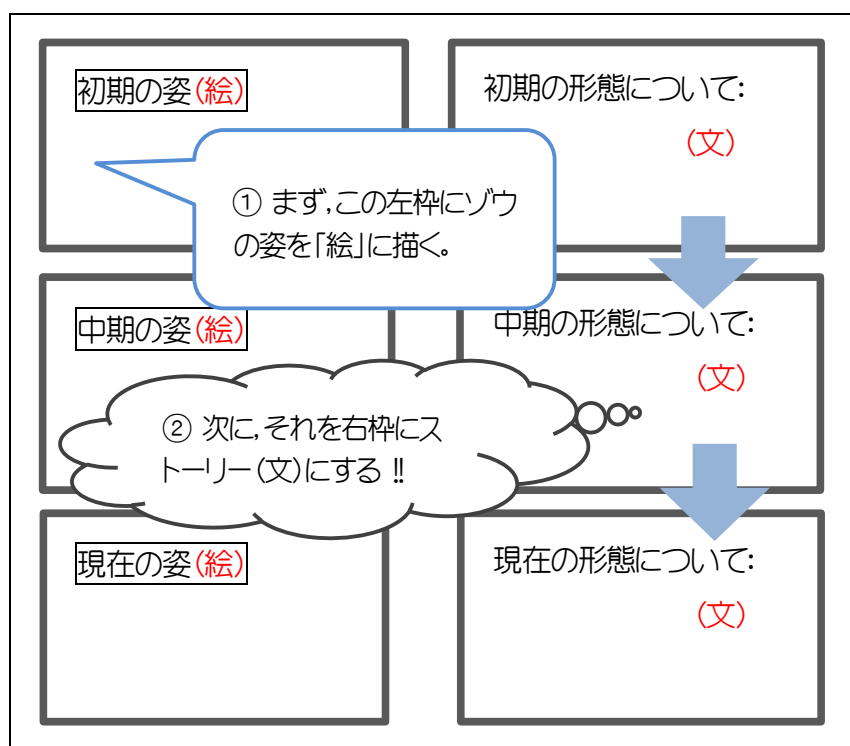 初期の姿(絵)
初期の形態について:
(文)
① まず,この左枠にゾウ
の姿を「絵」に描く。
中期の姿(絵)
中期の形態について:
(文)
② 次に,それを右枠にス
トーリー(文)にする !!
現在の姿(絵)
現在の形態について:
(文)